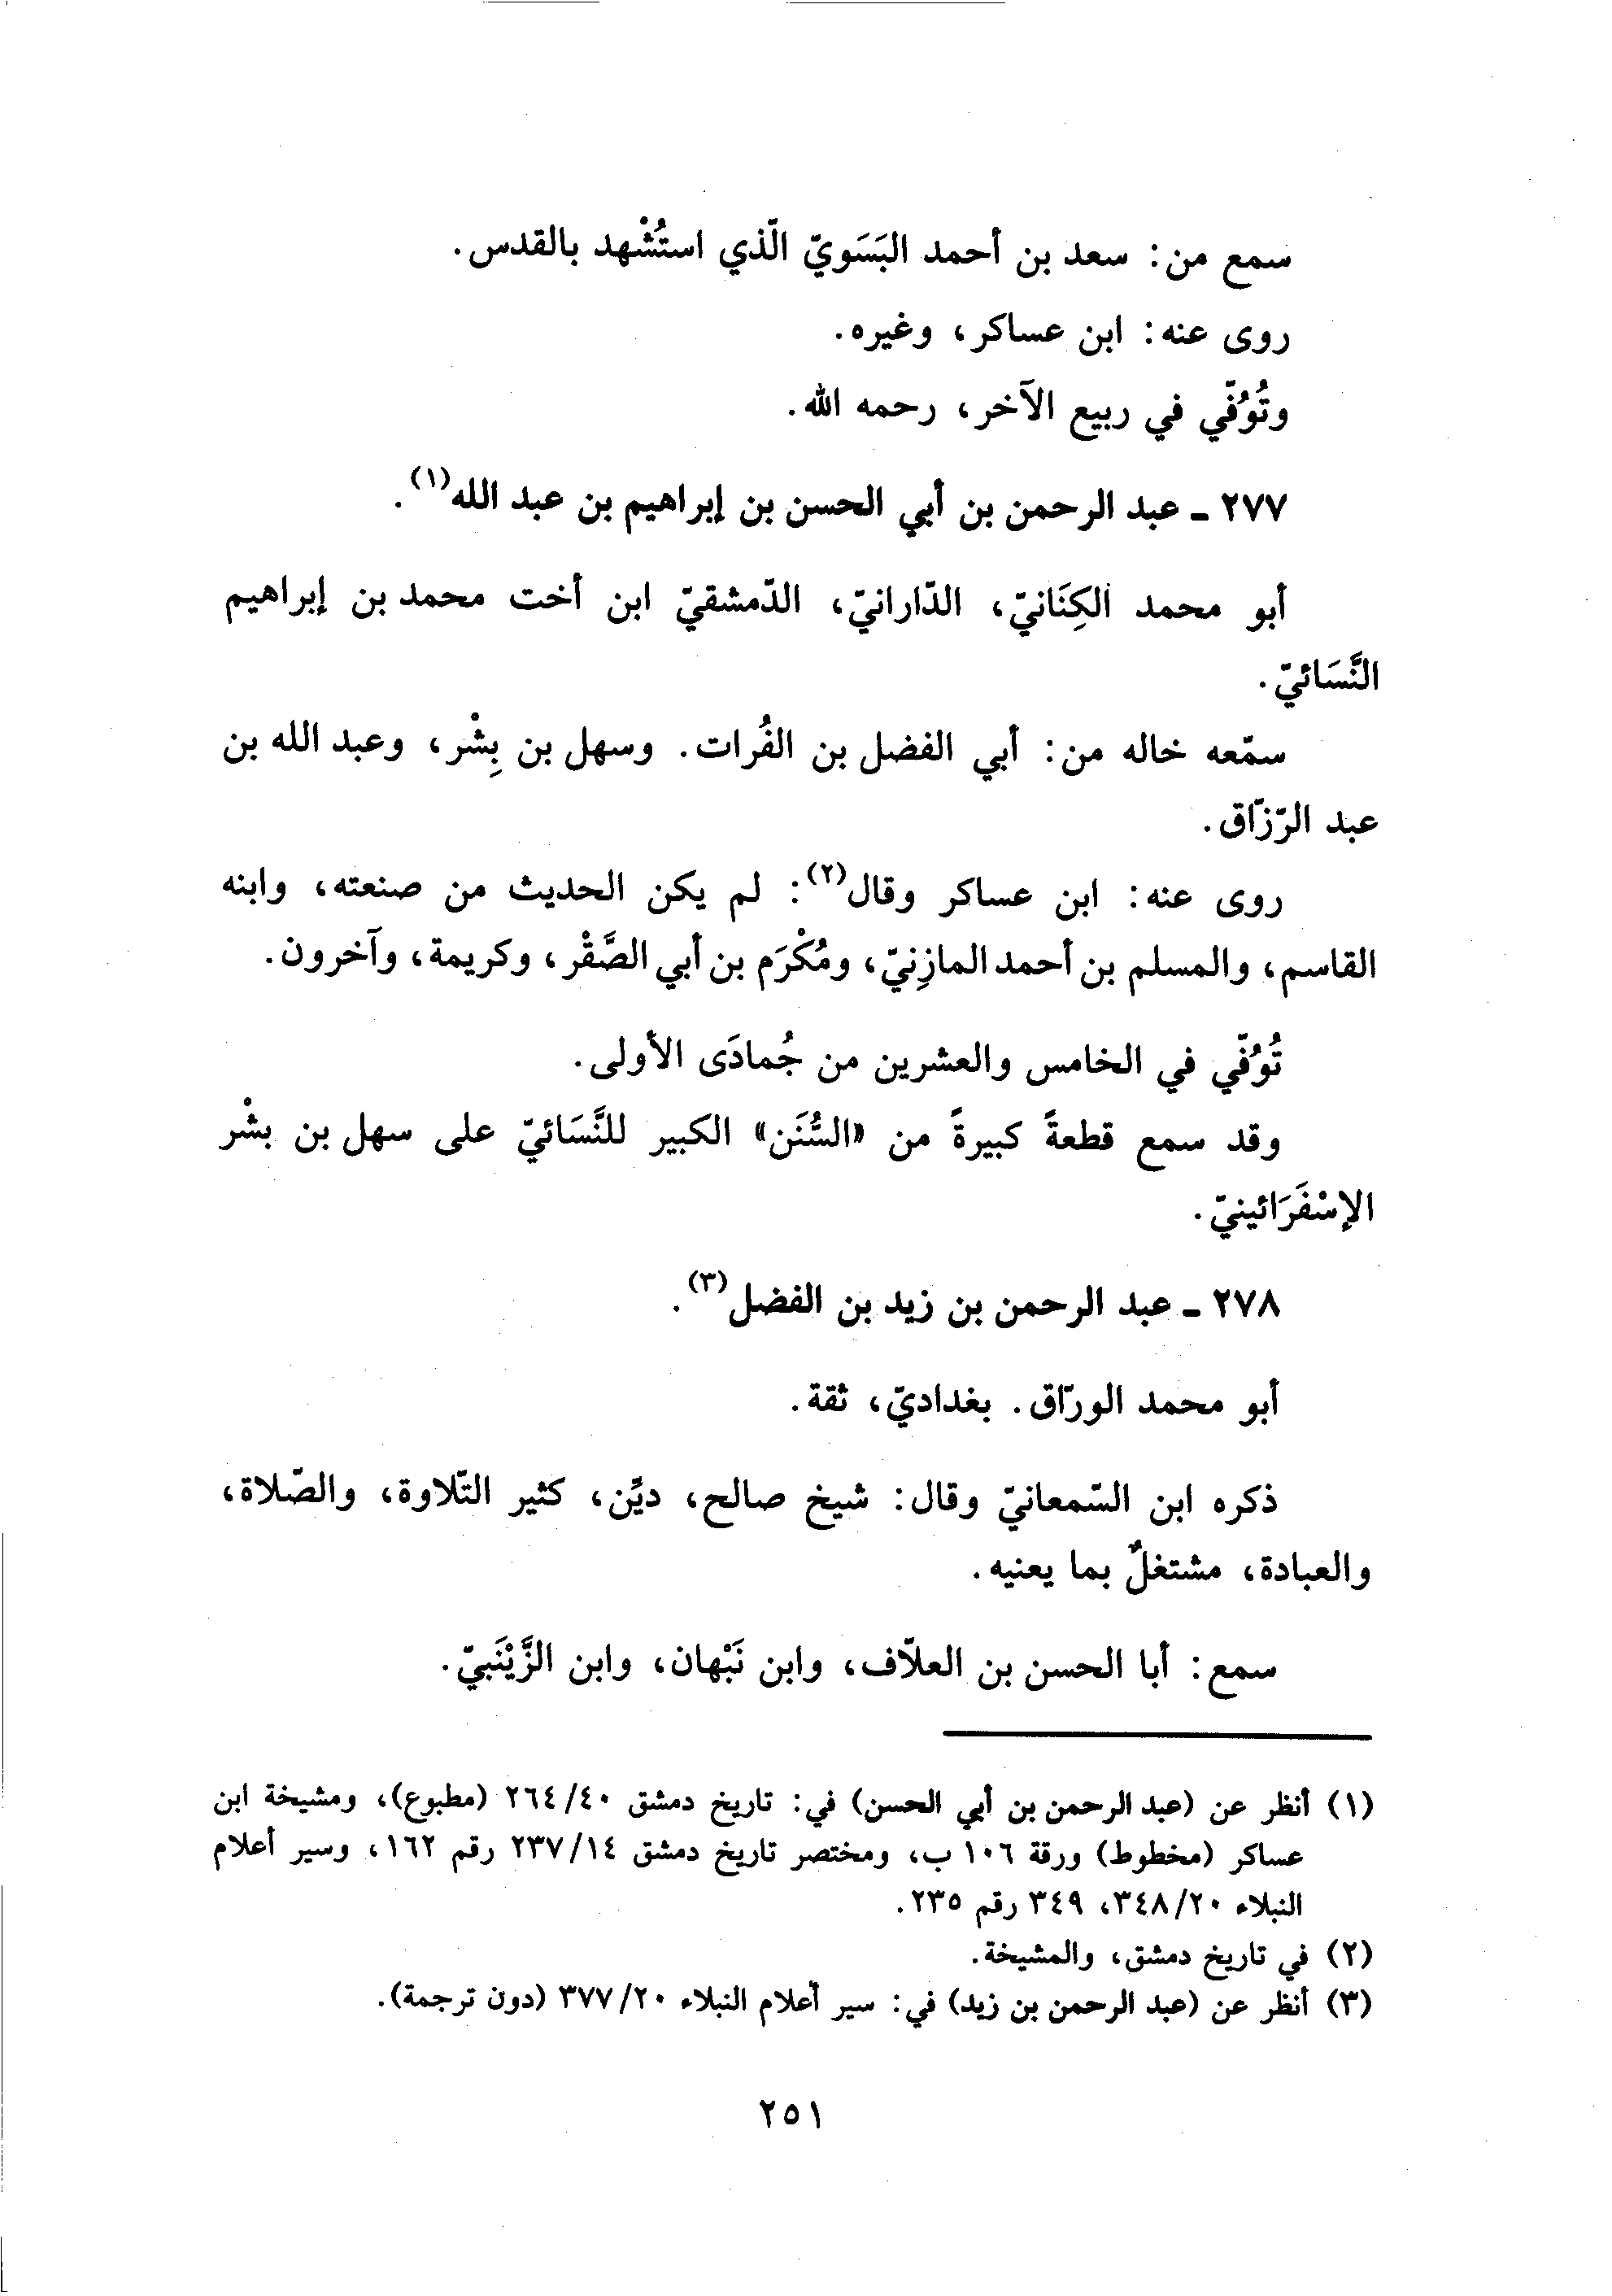 سمع من: سعد بن أحمد البَسَويّ الّذي استُشْهد بالقدس.
روى عنه: ابن عساكر، وغيره.
وتُوُفّي في ربيع الآخر، رحمه الله.
٢٧٧ ـ عبد الرحمن بن أبي الحسن بن إبراهيم بن عبد الله(١).
أبو محمد الكِنَانيّ، الدّارانيّ، الدّمشقيّ ابن أخت محمد بن إبراهيم
النَّسَائيّ.
سمّعه خاله من: أبي الفضل بن الفُرات. وسهل بن بِشْر، وعبد الله بن
عبد الرّزّاق.
روى عنه: ابن عساكر وقال(٢): لم يكن الحديث من صنعته، وابنه
القاسم، والمسلم بن أحمد المازِنيّ، ومُكْرَم بن أبي الصَّقْر، وكريمة، وآخرون.
تُوُفّي في الخامس والعشرين من جُمادَى الأولى.
وقد سمع قطعةً كبيرةً من «السُّنَن» الكبير للنَّسَائيّ على سهل بن بشْر
الإسْفَرَائينيّ.
٢٧٨ ـ عبد الرحمن بن زيد بن الفضل(٣).
أبو محمد الورّاق. بغداديّ، ثقة.
ذكره ابن السّمعانيّ وقال: شيخ صالح، ديِّن، كثير التّلاوة، والصّلاة،
والعبادة، مشتغلٌ بما يعنيه.
سمع: أبا الحسن بن العلاّف، وابن نَبْهان، وابن الزَّيْنَبيّ.
(١) أنظر عن (عبد الرحمن بن أبي الحسن) في: تاريخ دمشق ٢٦٤/٤٠ (مطبوع)، ومشيخة ابن
عساكر (مخطوط) ورقة ١٠٦ ب، ومختصر تاريخ دمشق ٢٣٧/١٤ رقم ١٦٢، وسير أعلام
النبلاء ٣٤٨/٢٠، ٣٤٩ رقم ٢٣٥.
(٢) في تاريخ دمشق، والمشيخة.
(٣) أنظر عن (عبد الرحمن بن زيد) في: سير أعلام النبلاء ٣٧٧/٢٠ (دون ترجمة).
٢٥١